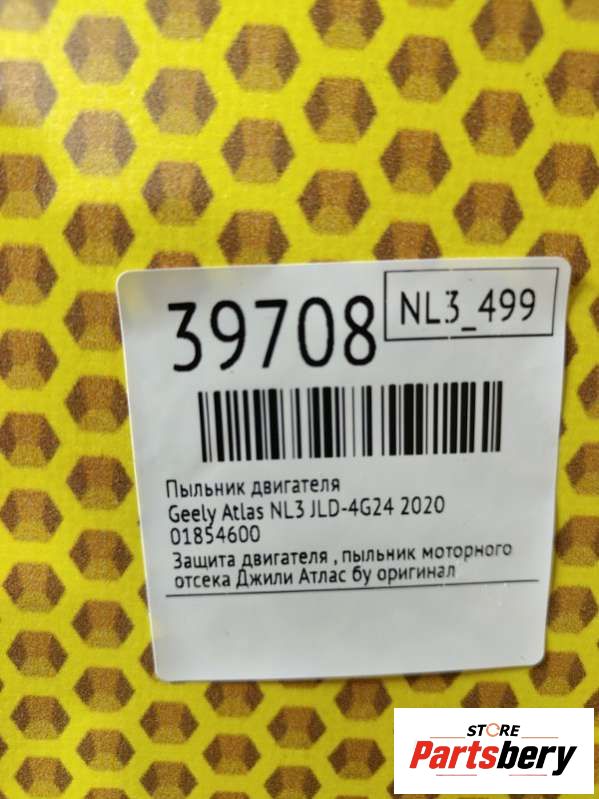 39708
NL3_499
Пыльник двигателя
Geely Atlas NL3 JLD-4G24 2020
01854600
Защита двигателя , пыльник моторного
отсека Джили Атлас бу оригинал
STORE
Partsbery